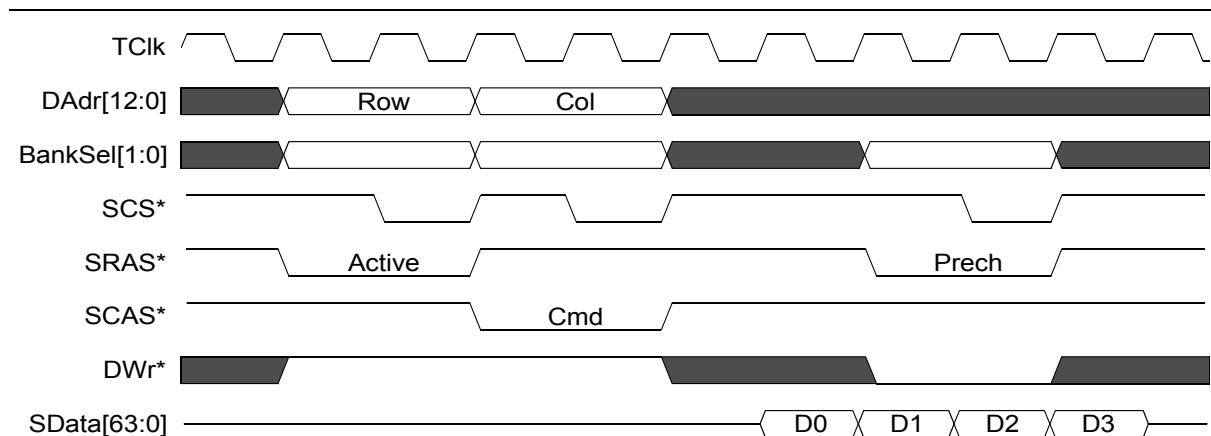 TClk
DAdr[12:0] Row Col
BankSel[1:0]
SCS*
SRAS* Active Prech
SCAS* Cmd
DWr*
SData[63:0] D0 D1 D2 D3